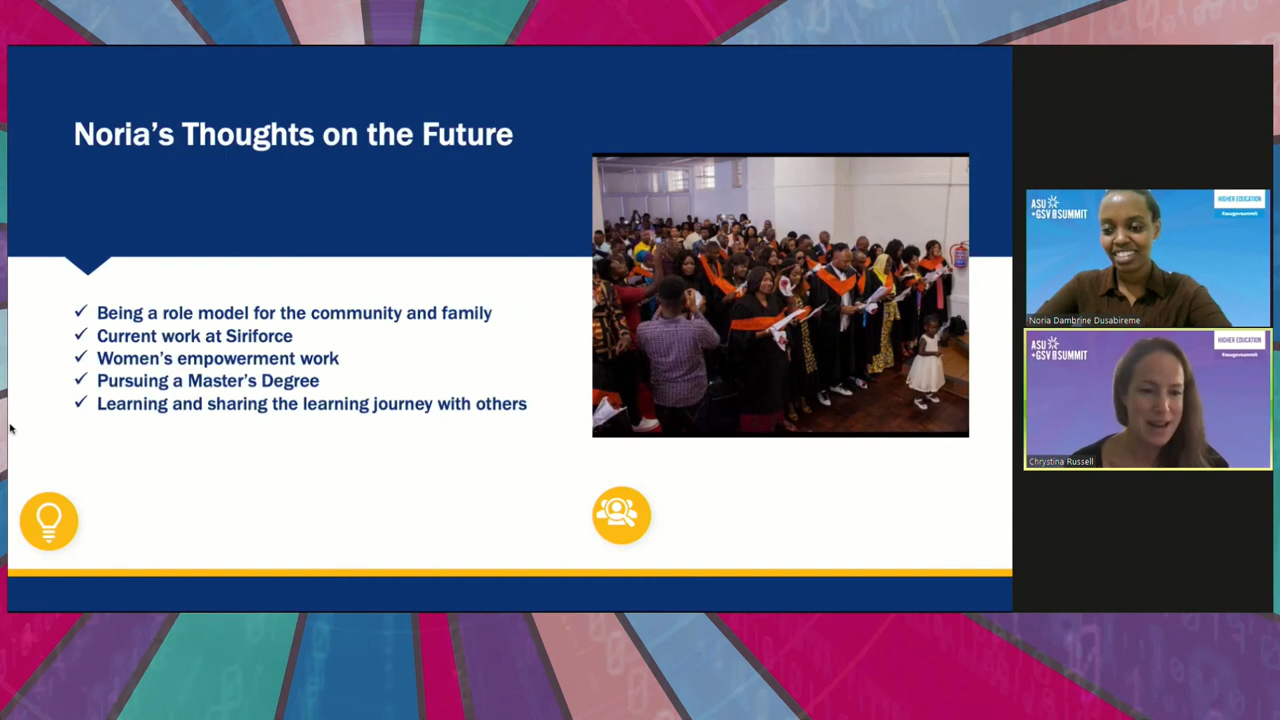 Noria's Thoughts on the Future
✓ Being a role model for the community and family
✓ Current work at Siriforce
✓ Women's empowerment work
✓ Pursuing a Master's Degree
✓ Learning and sharing the learning journey with others
ASU
+GSV SUMMIT
HIGHER EDUCATION
#asugsvsummit
Noria Dambrine Dusabireme
ASU
+GSV SUMMIT
HIGHER EDUCATION
#asugsvsummit
Chrystina Russell